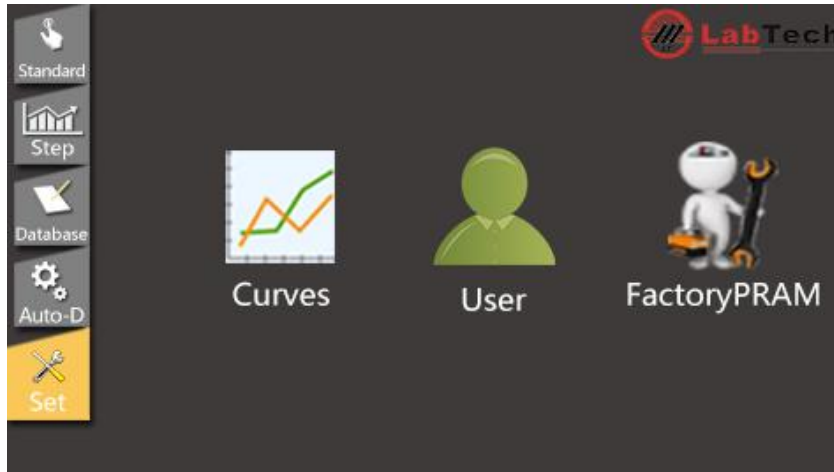 LabTech
Standard
Step
Database
Auto-D
Set
Curves
User
FactoryPRAM